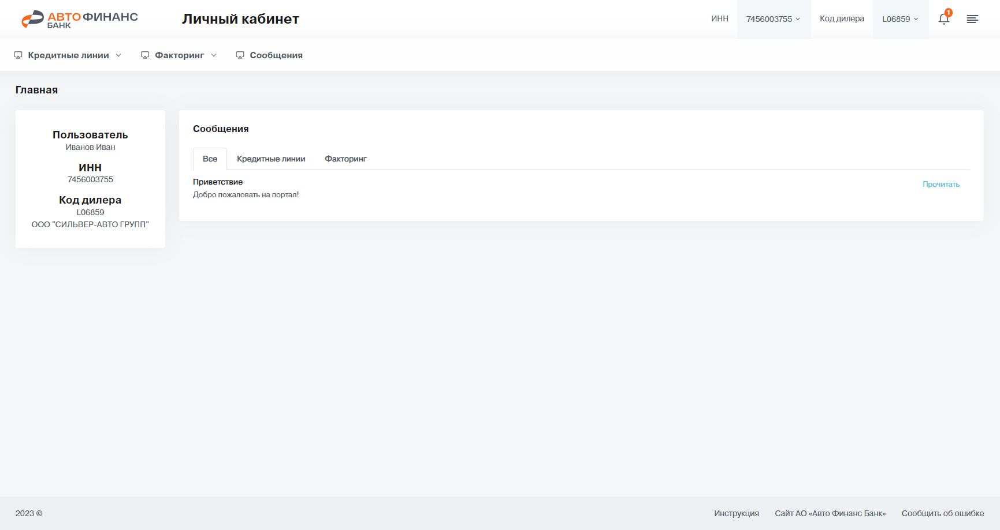 АВТО ФИНАНС
БАНК
Личный кабинет
ИНН
7456003755
Код дилера
L06859
1
Кредитные линии
Факторинг
Сообщения
Главная
Пользователь
Иванов Иван
ИНН
7456003755
Код дилера
L06859
ООО "СИЛЬВЕР-АВТО ГРУПП"
Сообщения
Все
Кредитные линии
Факторинг
Приветствие
Добро пожаловать на портал!
Прочитать
2023 ©
Инструкция
Сайт АО «Авто Финанс Банк»
Сообщить об ошибке